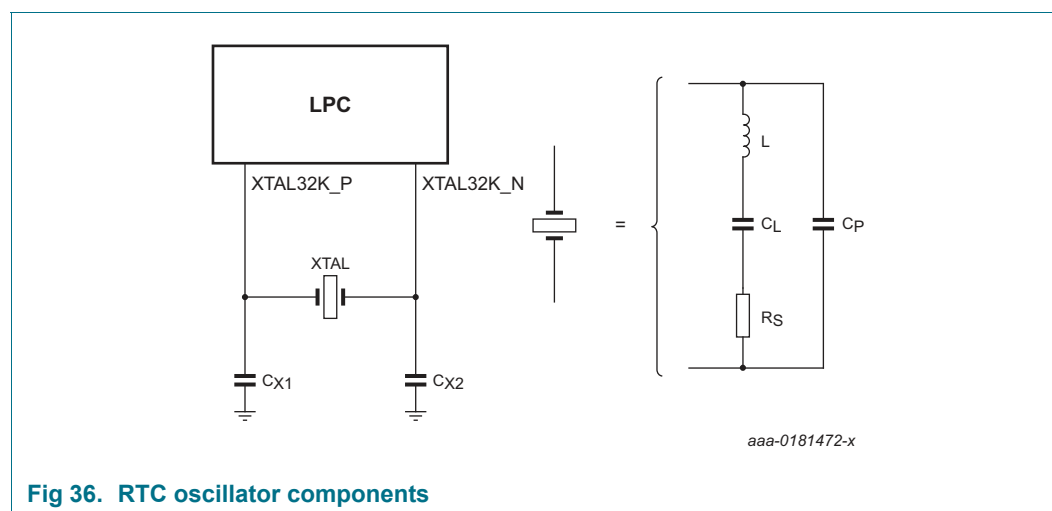 LPC
XTAL32K_P
XTAL32K_N
XTAL
CX1
CX2
=
L
CL
CP
RS
aaa-0181472-x
Fig 36. RTC oscillator components